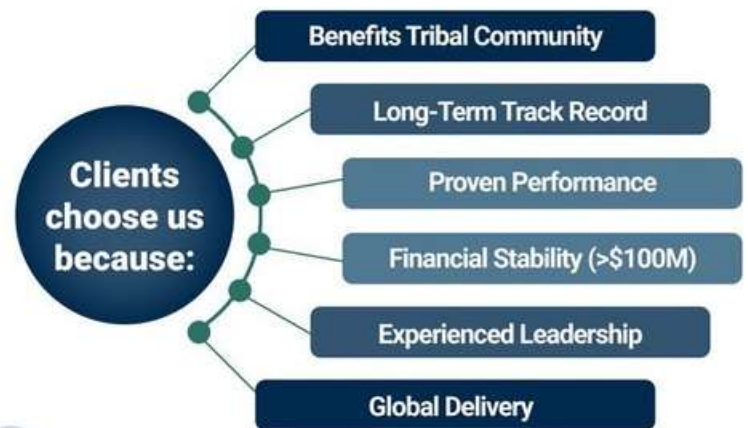 Clients
choose us
because:
Benefits Tribal Community
Long-Term Track Record
Proven Performance
Financial Stability (>$100M)
Experienced Leadership
Global Delivery